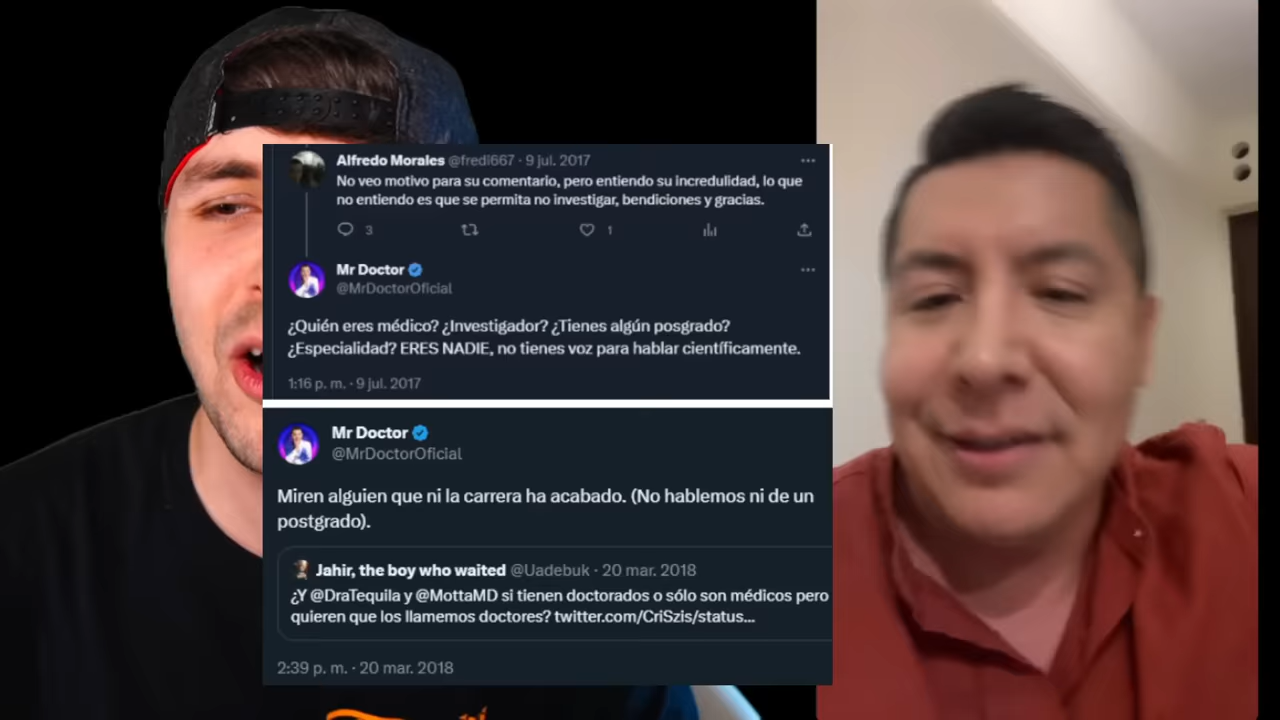 Alfredo Morales @fredi667 · 9 jul. 2017
No veo motivo para su comentario, pero entiendo su incredulidad, lo que
no entiendo es que se permita no investigar, bendiciones y gracias.
3
1
Mr Doctor
@MrDoctorOficial
¿Quién eres médico? ¿Investigador? ¿Tienes algún posgrado?
¿Especialidad? ERES NADIE, no tienes voz para hablar científicamente.
1:16 p. m. · 9 jul. 2017
Mr Doctor
@MrDoctorOficial
Miren alguien que ni la carrera ha acabado. (No hablemos ni de un
postgrado).
Jahir, the boy who waited @Uadebuk · 20 mar. 2018
¿Y @DraTequila y @MottaMD si tienen doctorados o sólo son médicos pero
quieren que los llamemos doctores? twitter.com/CriSzis/status...
2:39 p. m. · 20 mar. 2018